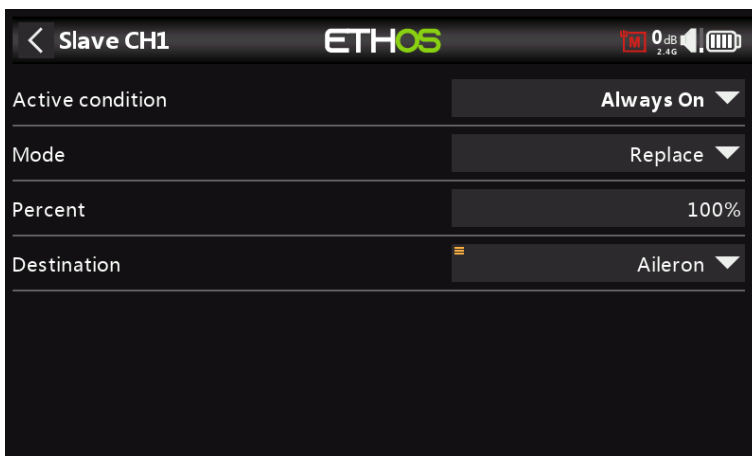 Slave CH1
ETHOS
M 0dB 2.4G
Active condition Always On
Mode Replace
Percent 100%
Destination Aileron